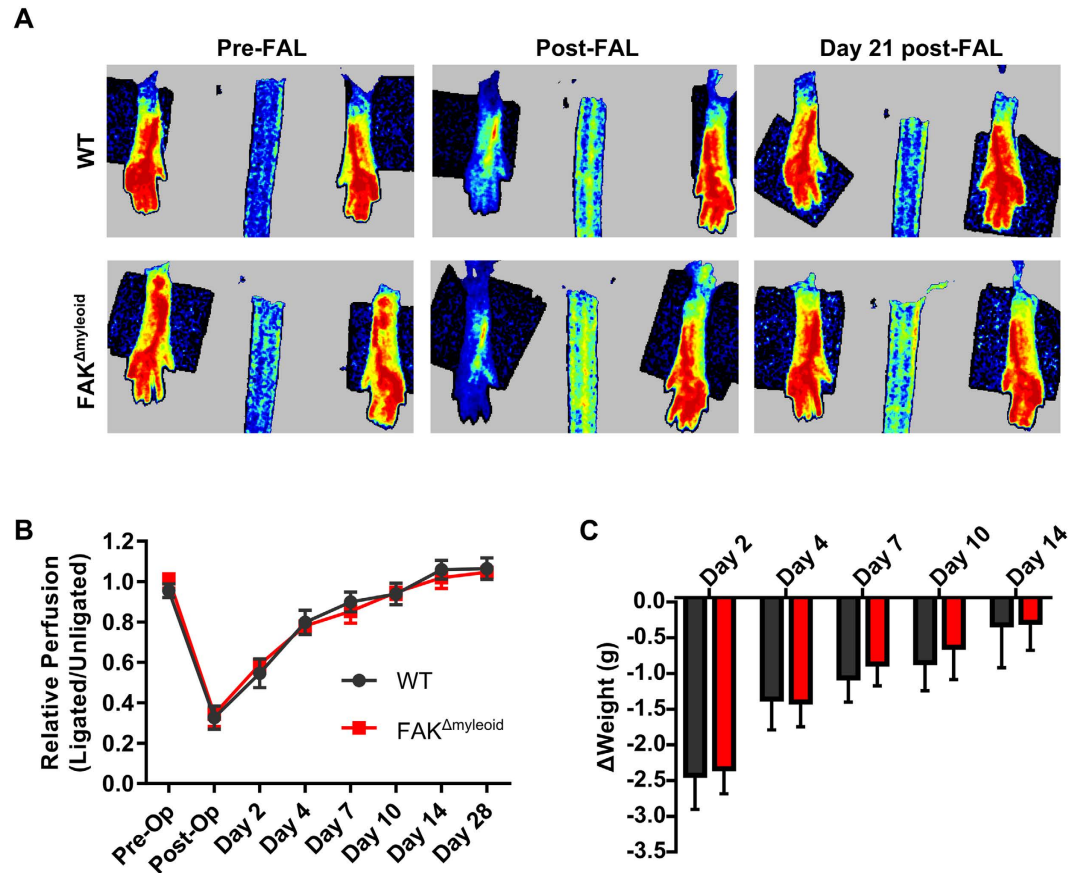 A
Pre-FAL
Post-FAL
Day 21 post-FAL
WT
FAKΔmyeloid
B
Relative Perfusion
(Ligated/Unligated)
1.2
1.0
0.8
0.6
0.4
0.2
0.0
WT
FAKΔmyeloid
Pre-Op
Post-Op
Day 2
Day 4
Day 7
Day 10
Day 14
Day 28
C
Day 2
Day 4
Day 7
Day 10
Day 14
ΔWeight (g)
0.0
-0.5
-1.0
-1.5
-2.0
-2.5
-3.0
-3.5